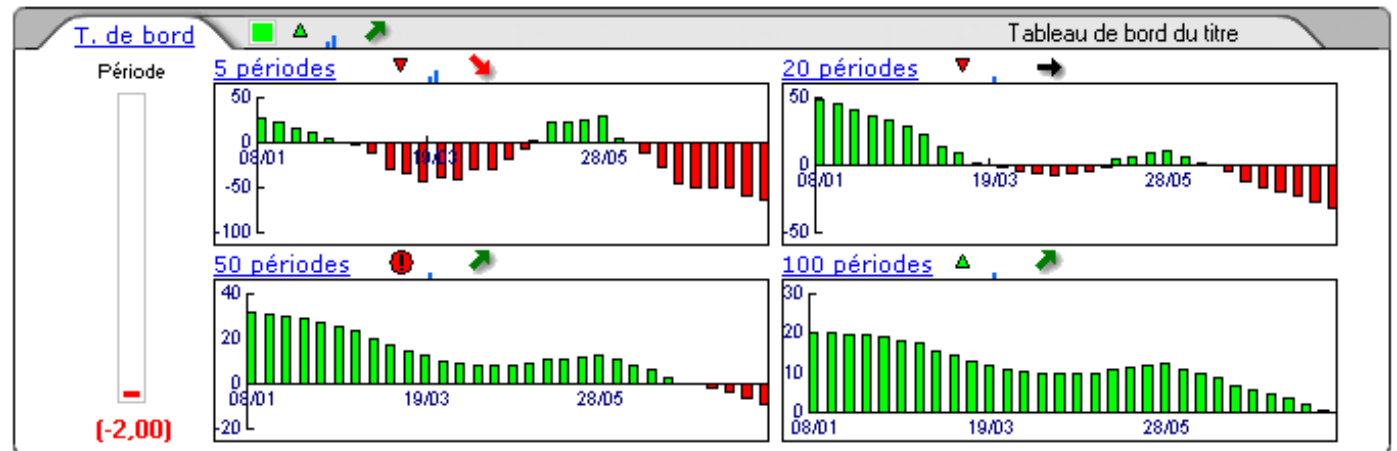 T. de bord Tableau de bord du titre
Période
(-2,00)
5 périodes
50
0
-50
-100
08/01 19/03 28/05
20 périodes
50
0
-50
08/01 19/03 28/05
50 périodes
40
20
0
-20
08/01 19/03 28/05
100 périodes
30
20
10
0
08/01 19/03 28/05